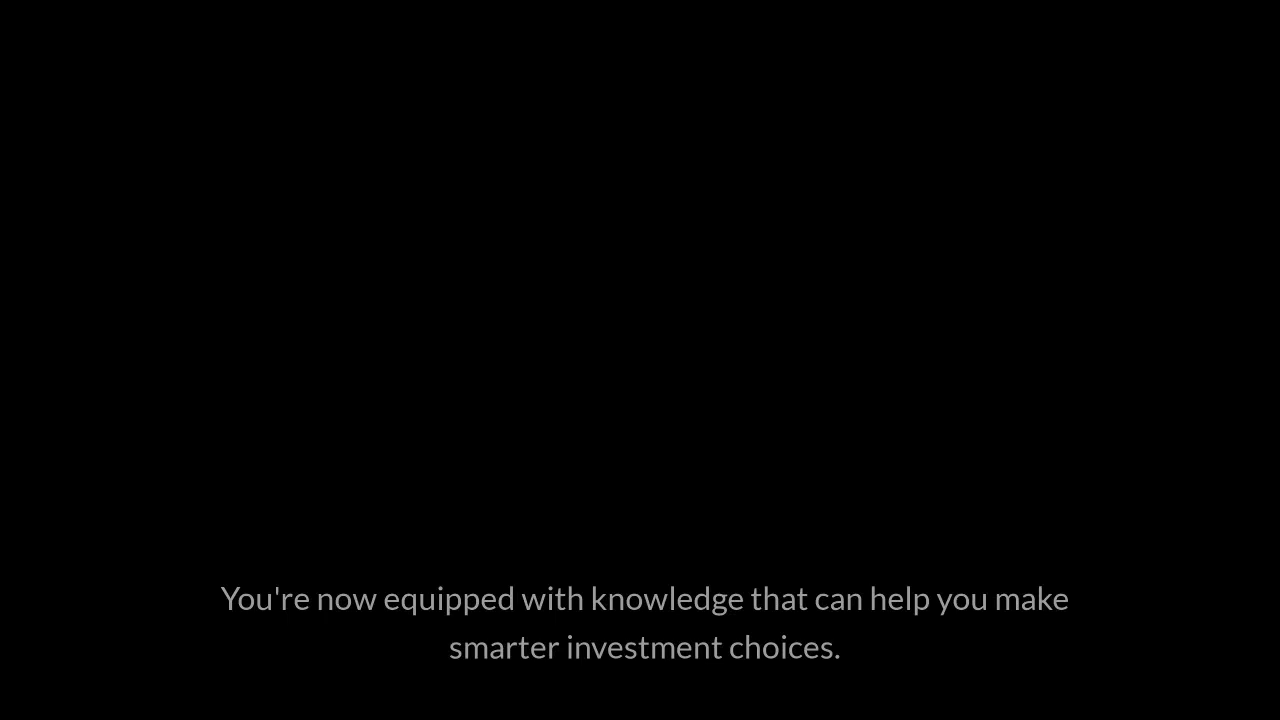 You're now equipped with knowledge that can help you make
smarter investment choices.